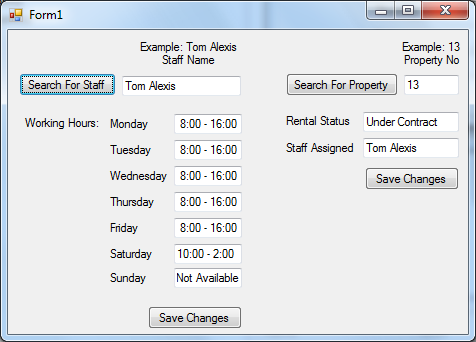 Form1
Example: Tom Alexis
Staff Name
Search For Staff
Tom Alexis
Working Hours:
Monday 8:00 - 16:00
Tuesday 8:00 - 16:00
Wednesday 8:00 - 16:00
Thursday 8:00 - 16:00
Friday 8:00 - 16:00
Saturday 10:00 - 2:00
Sunday Not Available
Save Changes
Example: 13
Property No
Search For Property
13
Rental Status Under Contract
Staff Assigned Tom Alexis
Save Changes